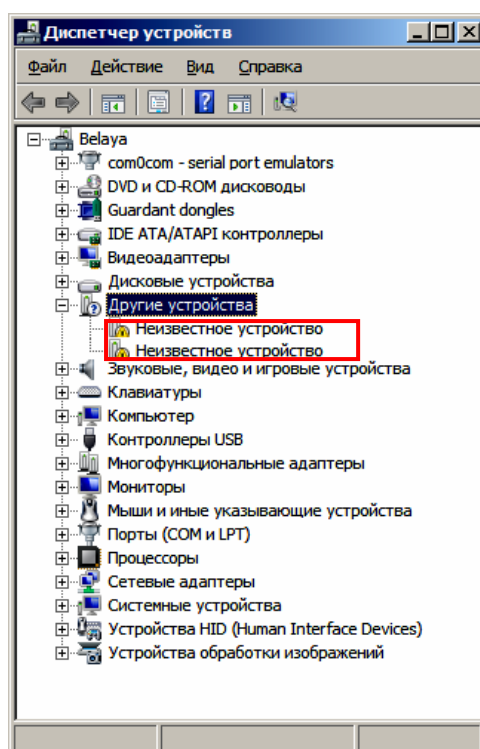 Диспетчер устройств
Файл Действие Вид Справка
Belaya
com0com - serial port emulators
DVD и CD-ROM дисководы
Guardant dongles
IDE ATA/ATAPI контроллеры
Видеоадаптеры
Дисковые устройства
Другие устройства
Неизвестное устройство
Неизвестное устройство
Звуковые, видео и игровые устройства
Клавиатуры
Компьютер
Контроллеры USB
Многофункциональные адаптеры
Мониторы
Мыши и иные указывающие устройства
Порты (COM и LPT)
Процессоры
Сетевые адаптеры
Системные устройства
Устройства HID (Human Interface Devices)
Устройства обработки изображений